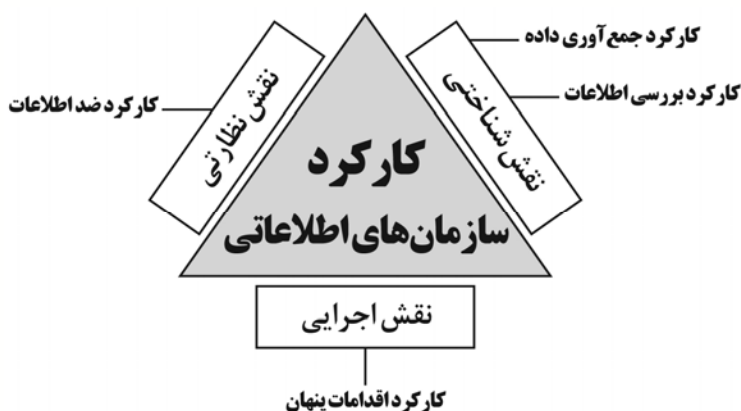 کارکرد جمع‌آوری داده
کارکرد بررسی اطلاعات
نقش شناختی
کارکرد ضد اطلاعات
نقش نظارتی
کارکرد
سازمان‌های اطلاعاتی
نقش اجرایی
کارکرد اقدامات پنهان